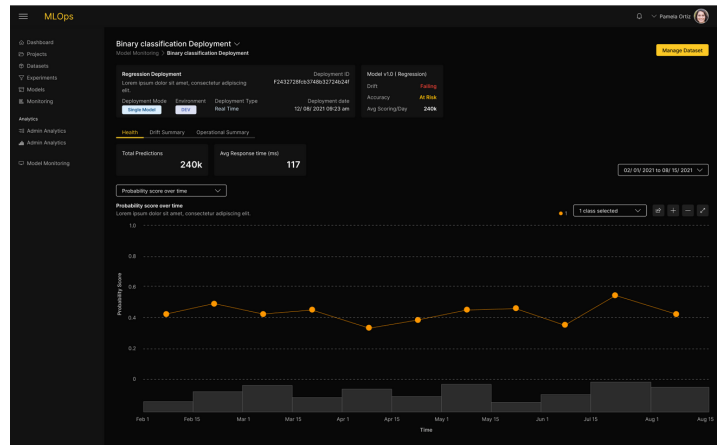 MLOps
Pamela Ortiz
Dashboard
Projects
Datasets
Experiments
Models
Monitoring
Analytics
Admin Analytics
Admin Analytics
Model Monitoring
Binary classification Deployment
Model Monitoring > Binary classification Deployment
Manage Dataset
Regression Deployment
Lorem ipsum dolor sit amet, consectetur adipiscing
elit.
Deployment ID
F2432728fcb3748b32724b24f
Deployment Mode Environment Deployment Type Deployment date
Single Model DEV Real Time 12/ 08/ 2021 09:23 am
Model v1.0 ( Regression)
Drift Failing
Accuracy At Risk
Avg Scoring/Day 240k
Health Drift Summary Operational Summary
Total Predictions
240k
Avg Response time (ms)
117
02/ 01/ 2021 to 08/ 15/ 2021
Probability score over time
Probability score over time
Lorem ipsum dolor sit amet, consectetur adipiscing elit.
1
1 class selected
Probability Score
1.0
0.8
0.6
0.4
0.2
0
Feb 1 Feb 15 Mar 1 Mar 15 Apr 1 Apr 15 May 1 May 15 Jun 1 Jul 15 Aug 1 Aug 15
Time